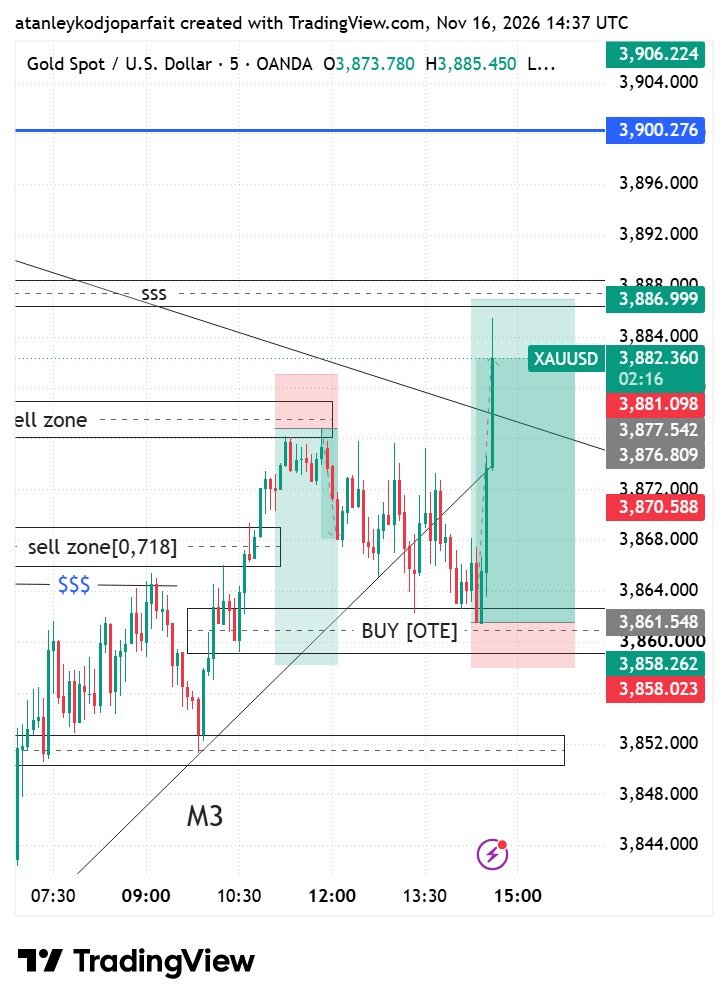 atanleykodjoparfait created with TradingView.com, Nov 16, 2026 14:37 UTC
Gold Spot / U.S. Dollar · 5 · OANDA O3,873.780 H3,885.450 L...
3,906.224
3,904.000
3,900.276
3,896.000
3,892.000
3,888.000
sss
3,886.999
3,884.000
XAUUSD 3,882.360
02:16
3,881.098
ell zone
3,877.542
3,876.809
3,872.000
3,870.588
3,868.000
sell zone[0,718]
3,864.000
$$$
3,861.548
BUY [OTE]
3,860.000
3,858.262
3,858.023
3,852.000
3,848.000
M3
3,844.000
07:30 09:00 10:30 12:00 13:30 15:00
TradingView